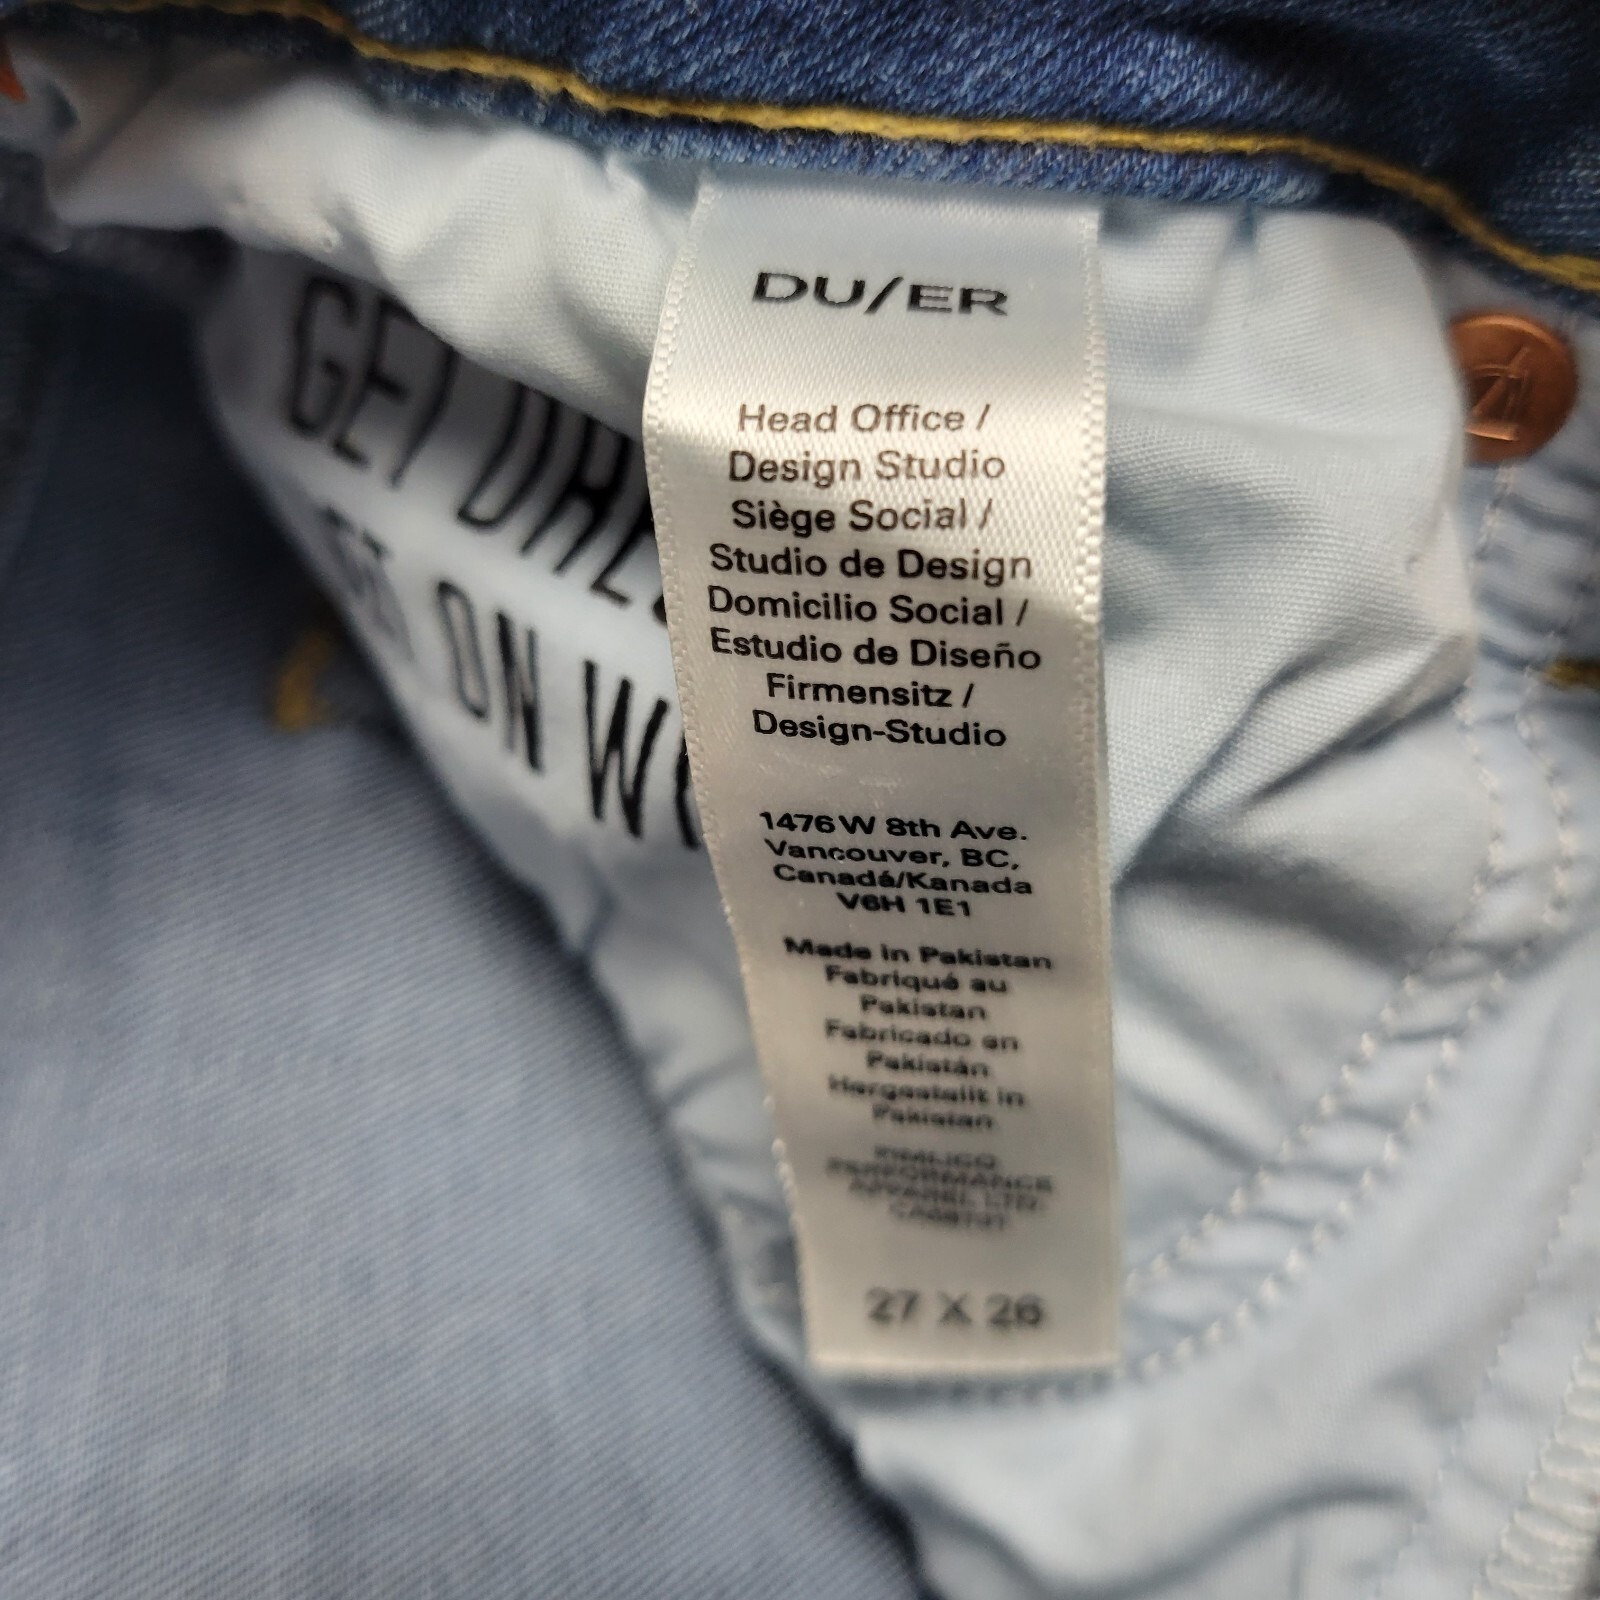 DU/ER
Head Office /
Design Studio
Siège Social /
Studio de Design
Domicilio Social /
Estudio de Diseño
Firmensitz /
Design-Studio
1476 W 8th Ave.
Vancouver, BC,
Canadá/Kanada
V6H 1E1
Made in Pakistan
Fabriqué au
Pakistan
Fabricado en
Pakistán
Hergestellt in
Pakistan
PERFORMANCE
APPAREL LTD.
27 X 26
GET
ON